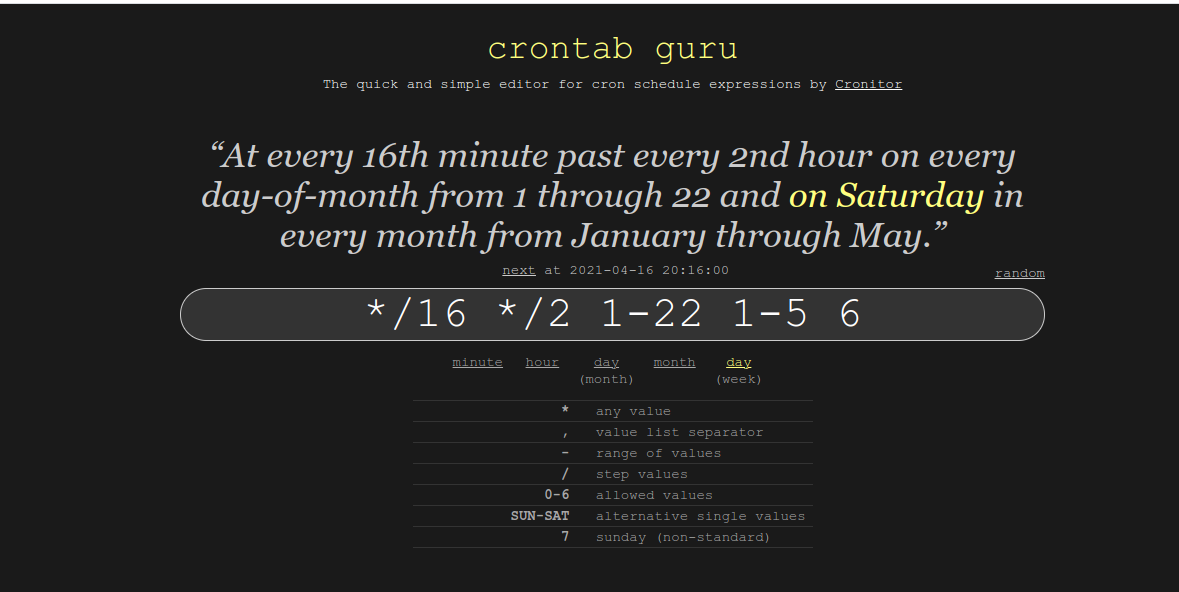 crontab guru
The quick and simple editor for cron schedule expressions by Cronitor
“At every 16th minute past every 2nd hour on every
day-of-month from 1 through 22 and on Saturday in
every month from January through May.”
next at 2021-04-16 20:16:00
random
*/16 */2 1-22 1-5 6
minute hour day month day
(month) (week)
* any value
, value list separator
- range of values
/ step values
0-6 allowed values
SUN-SAT alternative single values
7 sunday (non-standard)